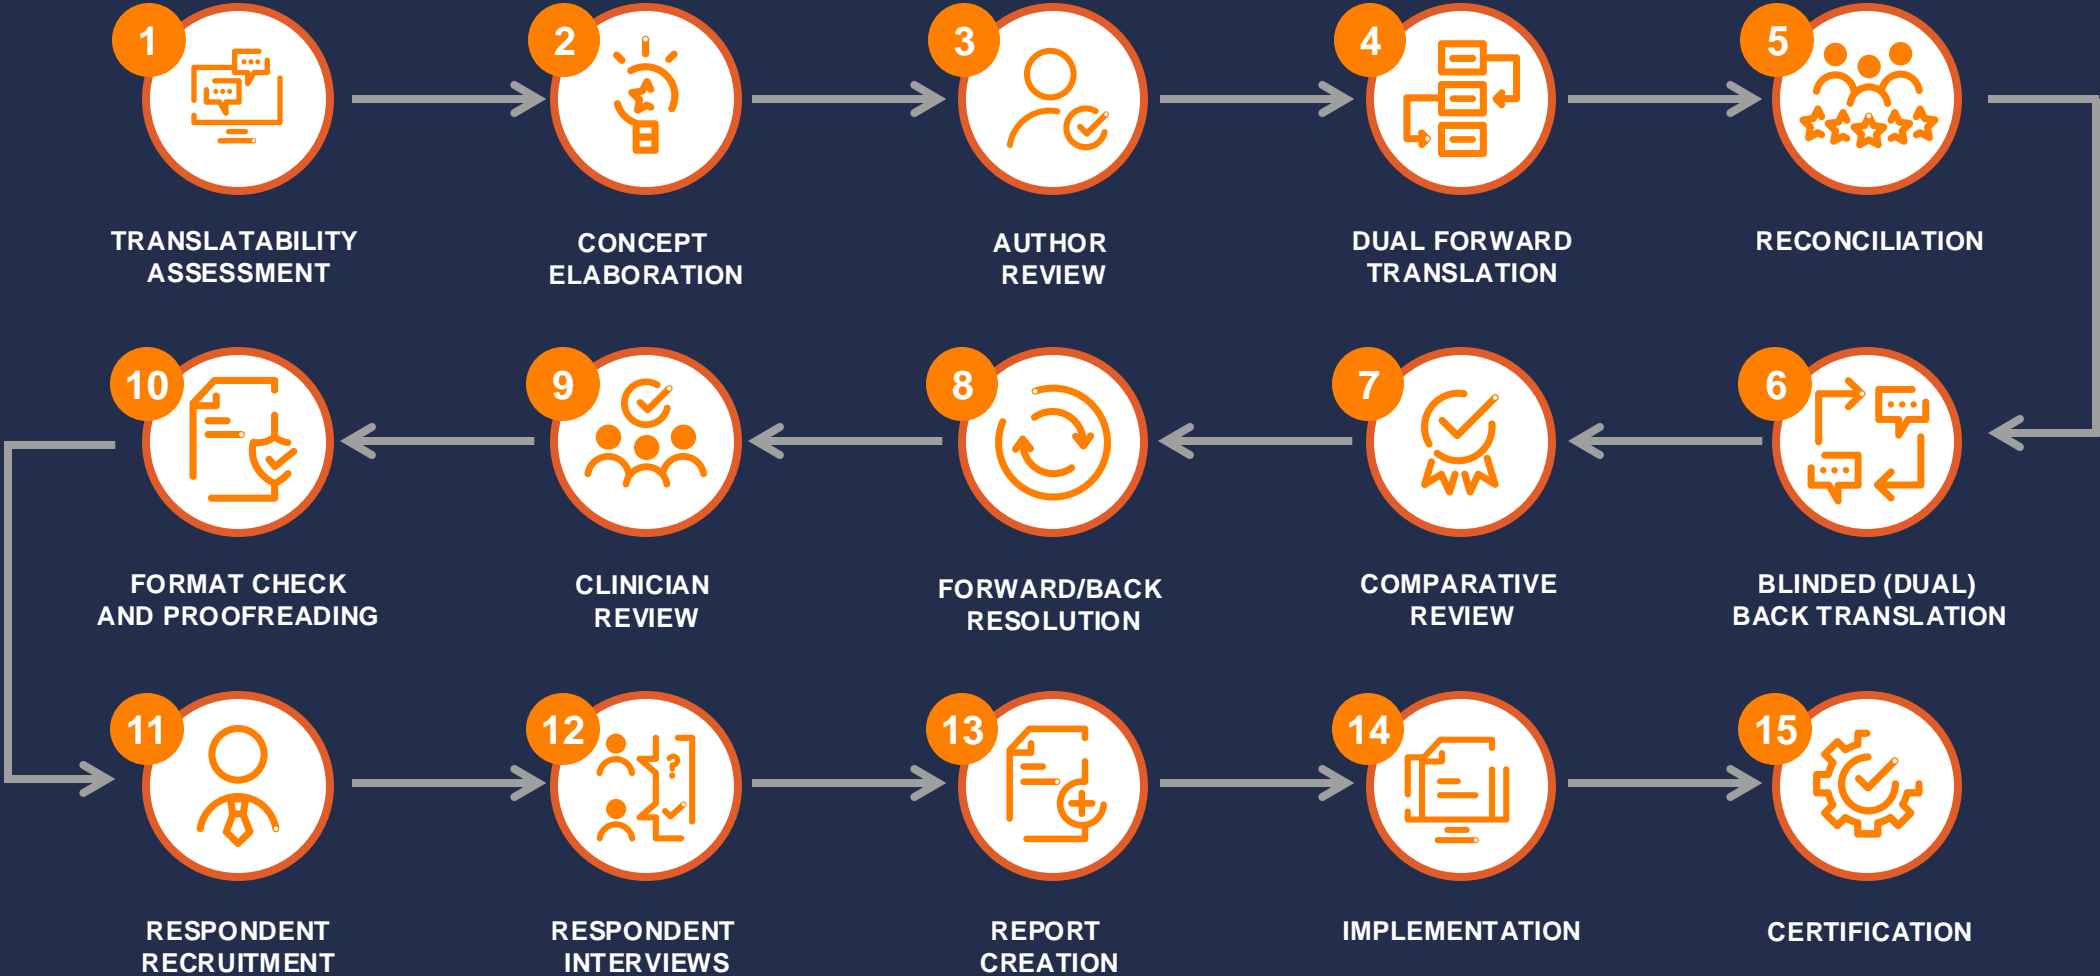 1
TRANSLATABILITY
ASSESSMENT
2
CONCEPT
ELABORATION
3
AUTHOR
REVIEW
4
DUAL FORWARD
TRANSLATION
5
RECONCILIATION
6
BLINDED (DUAL)
BACK TRANSLATION
7
COMPARATIVE
REVIEW
8
FORWARD/BACK
RESOLUTION
9
CLINICIAN
REVIEW
10
FORMAT CHECK
AND PROOFREADING
11
RESPONDENT
RECRUITMENT
12
?
RESPONDENT
INTERVIEWS
13
REPORT
CREATION
14
IMPLEMENTATION
15
CERTIFICATION